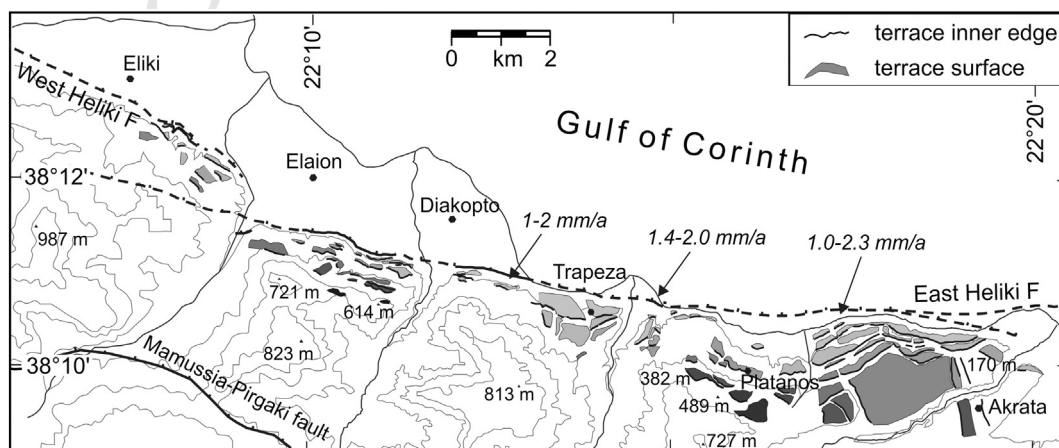 terrace inner edge
terrace surface
0 km 2
22°10'
22°20'
Eliki
West Heliki F
Gulf of Corinth
Elaion
38°12'
Diakopto
1-2 mm/a
1.4-2.0 mm/a
1.0-2.3 mm/a
987 m
Trapeza
East Heliki F
721 m
614 m
823 m
38°10'
Mamussia-Pirgaki fault
813 m
382 m
Platanos
170 m
489 m
Akrata
727 m